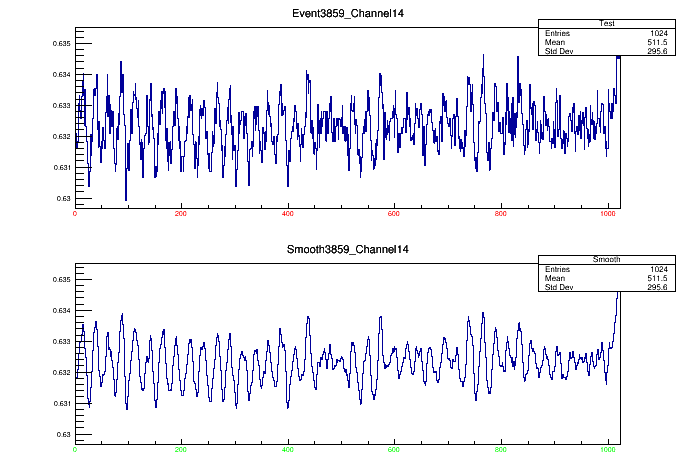 Event3859_Channel14
Test
Entries 1024
Mean 511.5
Std Dev 295.6
0.635
0.634
0.633
0.632
0.631
0.63
0 200 400 600 800 1000
Smooth3859_Channel14
Smooth
Entries 1024
Mean 511.5
Std Dev 295.6
0.635
0.634
0.633
0.632
0.631
0.63
0 200 400 600 800 1000